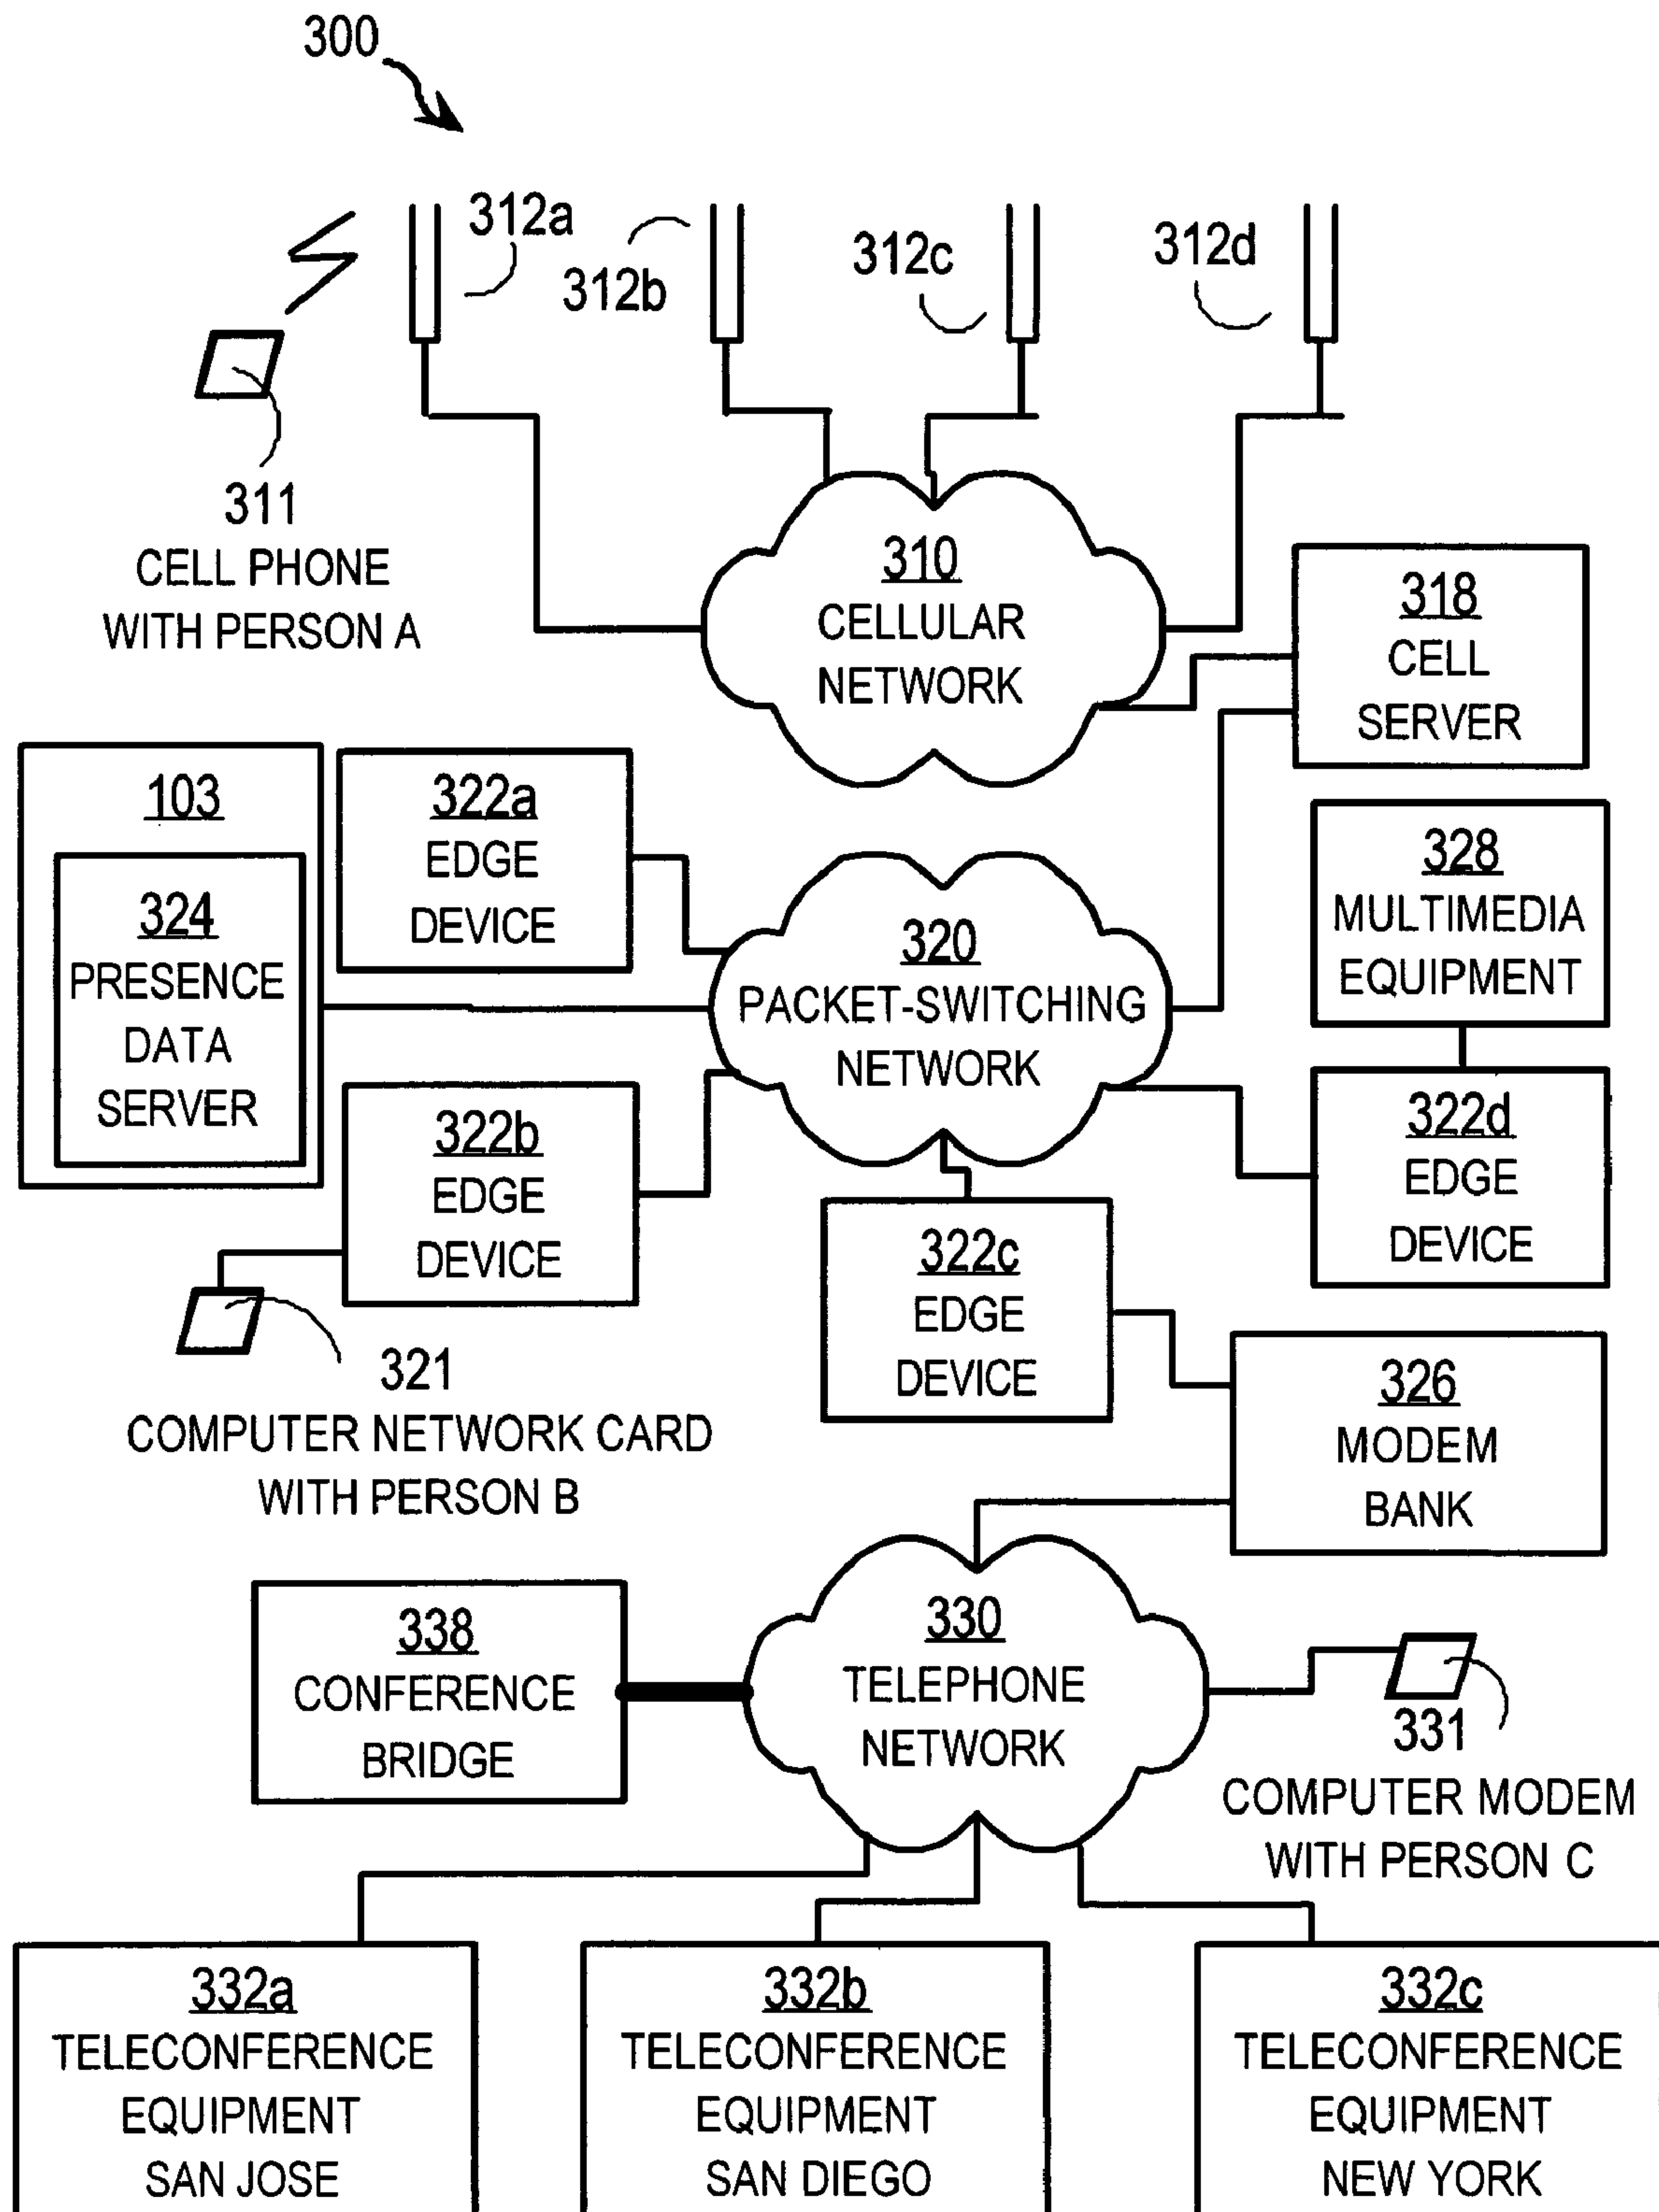 300
312a
312b
312c
312d
311
CELL PHONE
WITH PERSON A
310
CELLULAR
NETWORK
318
CELL
SERVER
103
324
PRESENCE
DATA
SERVER
322a
EDGE
DEVICE
320
PACKET-SWITCHING
NETWORK
328
MULTIMEDIA
EQUIPMENT
322b
EDGE
DEVICE
322d
EDGE
DEVICE
322c
EDGE
DEVICE
321
COMPUTER NETWORK CARD
WITH PERSON B
326
MODEM
BANK
338
CONFERENCE
BRIDGE
330
TELEPHONE
NETWORK
331
COMPUTER MODEM
WITH PERSON C
332a
TELECONFERENCE
EQUIPMENT
SAN JOSE
332b
TELECONFERENCE
EQUIPMENT
SAN DIEGO
332c
TELECONFERENCE
EQUIPMENT
NEW YORK